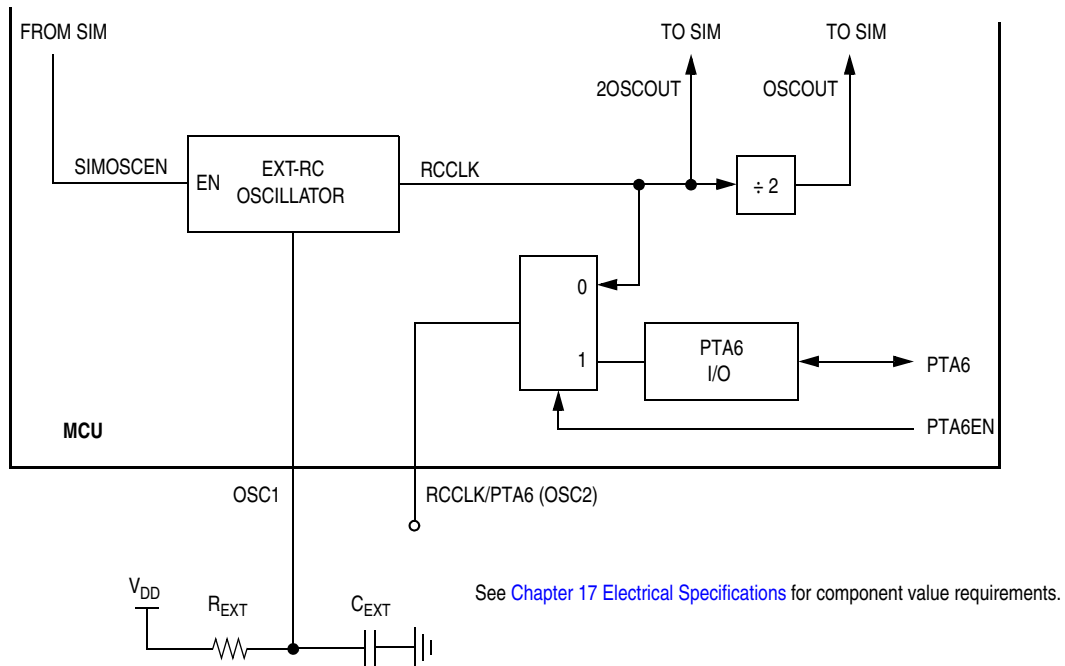 FROM SIM
TO SIM
TO SIM
2OSCOUT
OSCOUT
SIMOSCEN
EN
EXT-RC
OSCILLATOR
RCCLK
÷ 2
0
1
PTA6
I/O
PTA6
PTA6EN
MCU
OSC1
RCCLK/PTA6 (OSC2)
VDD
REXT
CEXT
See Chapter 17 Electrical Specifications for component value requirements.